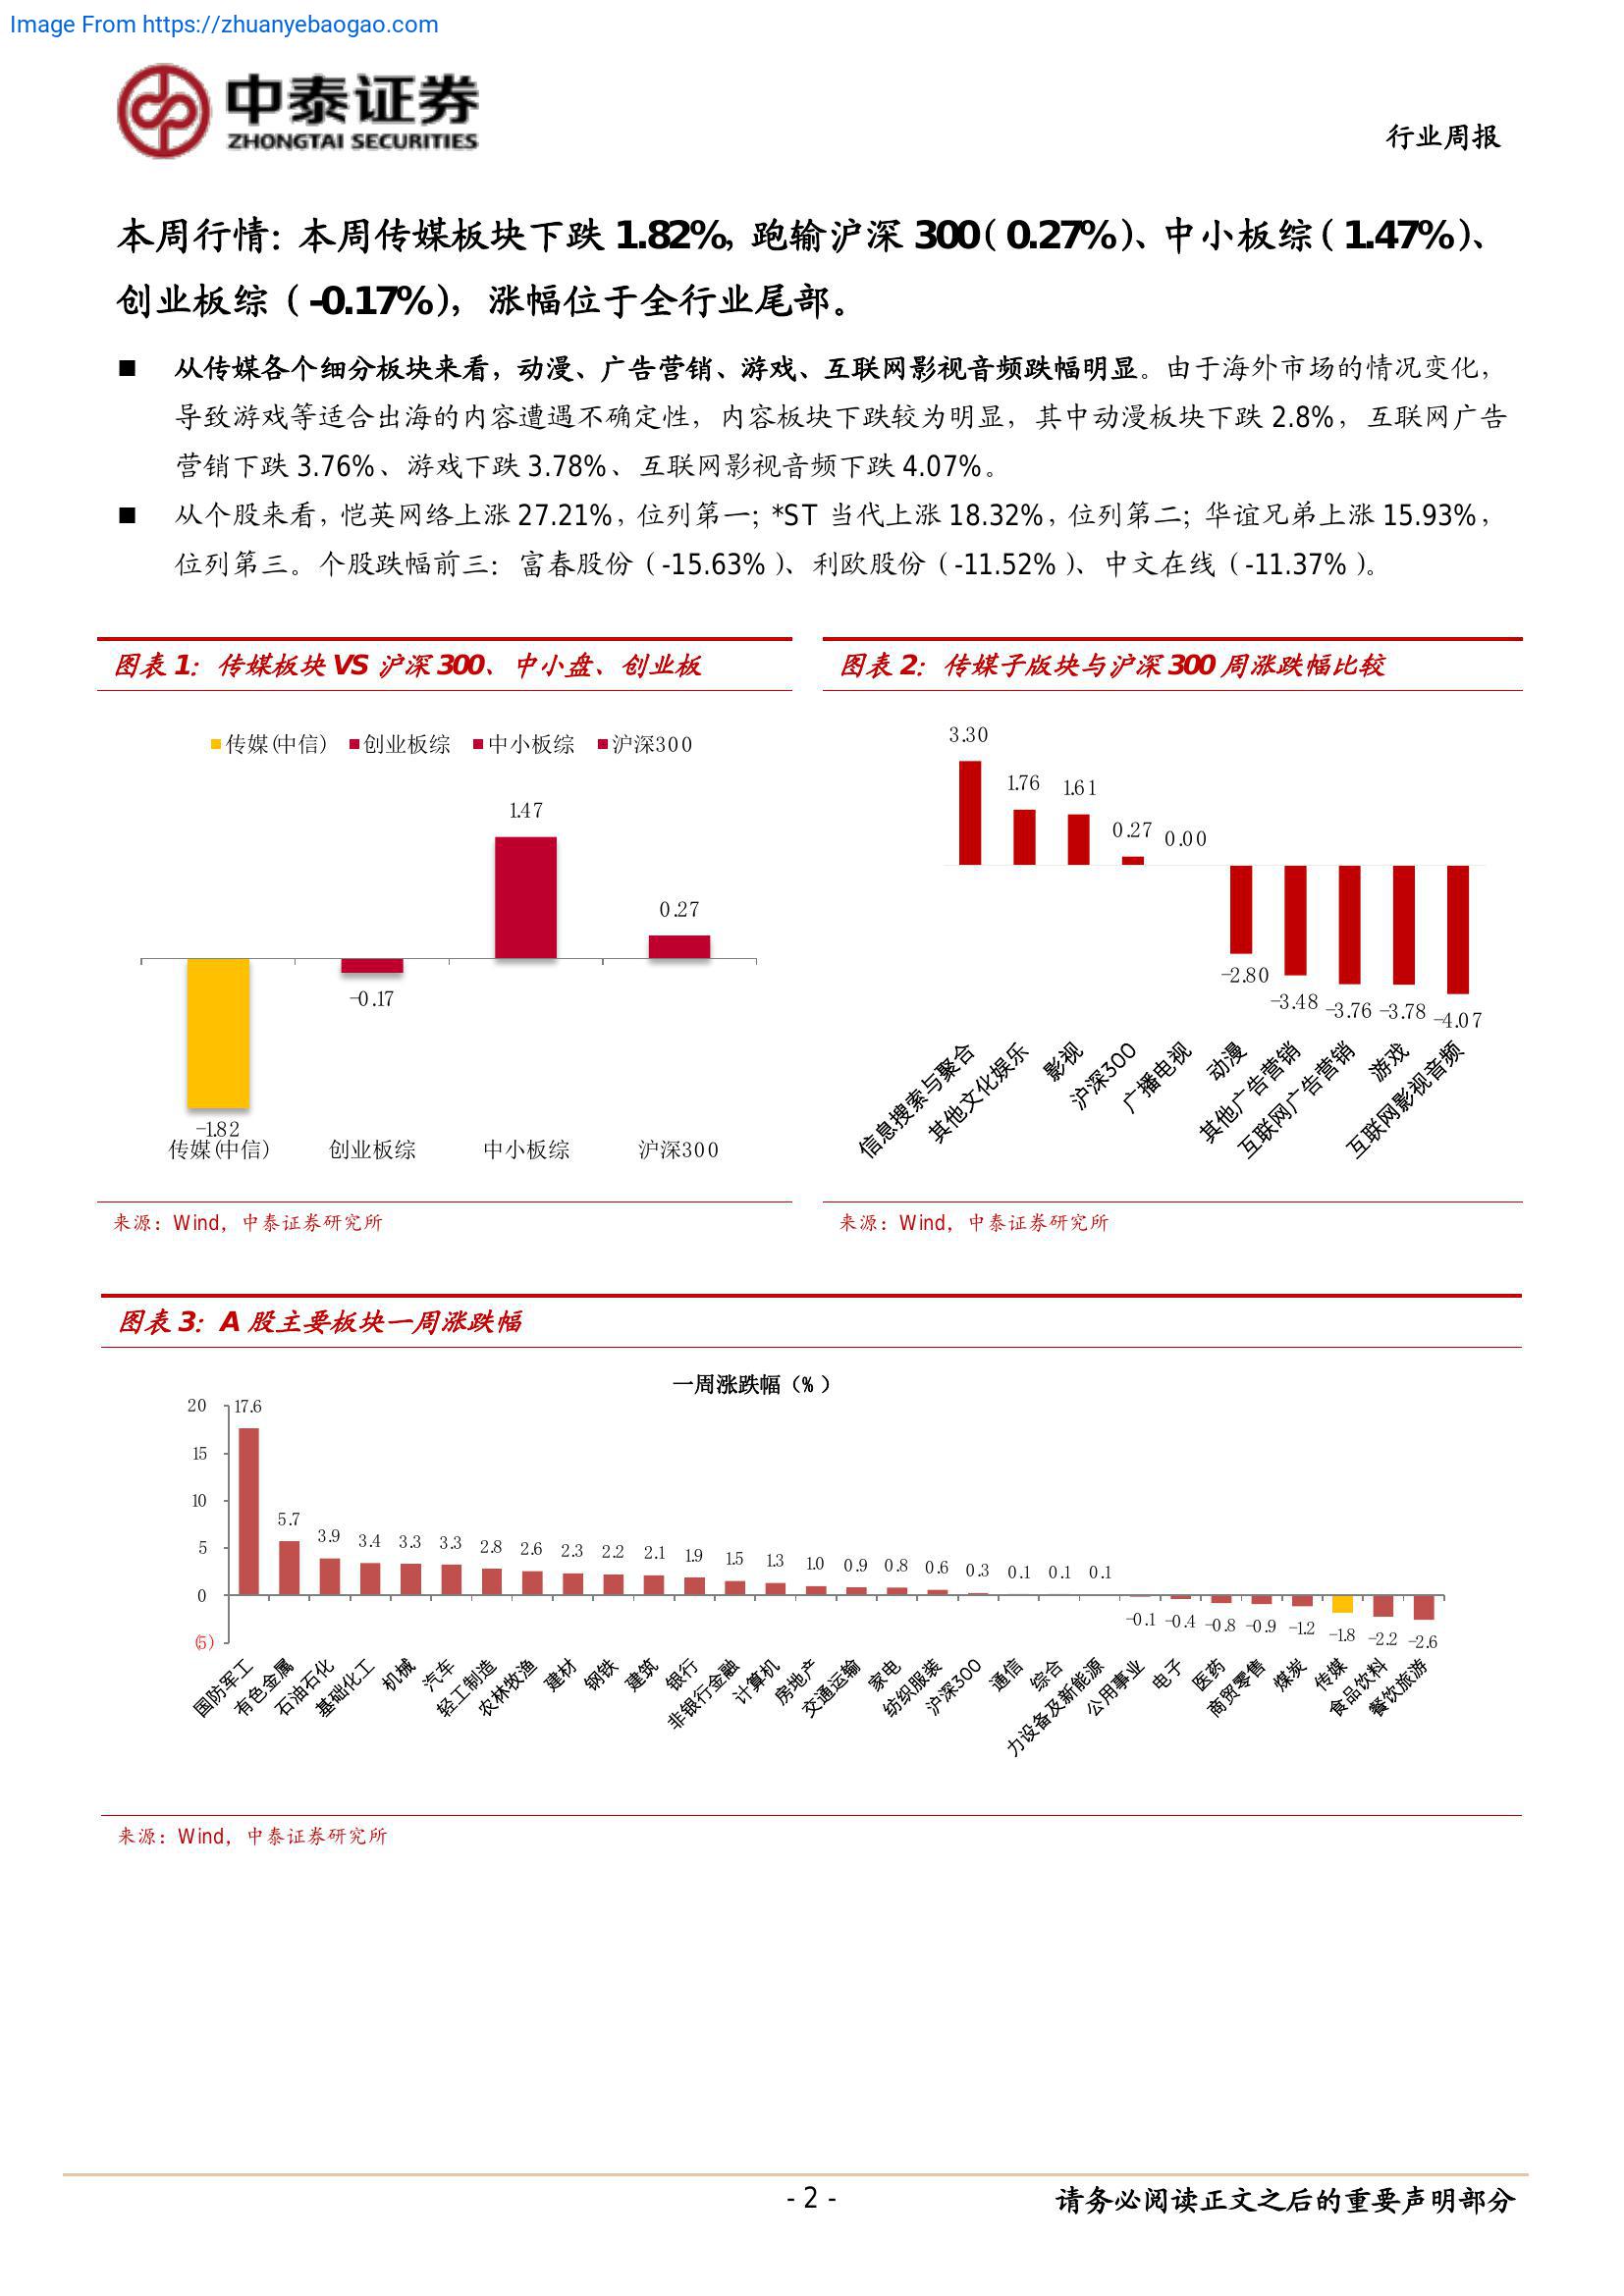 Image From https://zhuanyebaogao.com
中泰证券
ZHONGTAI SECURITIES
行业周报
本周行情：本周传媒板块下跌 1.82%，跑输沪深 300（0.27%）、中小板综（1.47%）、
创业板综（-0.17%），涨幅位于全行业尾部。
■ 从传媒各个细分板块来看，动漫、广告营销、游戏、互联网影视音频跌幅明显。由于海外市场的情况变化，
导致游戏等适合出海的内容遭遇不确定性，内容板块下跌较为明显，其中动漫板块下跌 2.8%，互联网广告
营销下跌 3.76%、游戏下跌 3.78%、互联网影视音频下跌 4.07%。
■ 从个股来看，恺英网络上涨 27.21%，位列第一；*ST 当代上涨 18.32%，位列第二；华谊兄弟上涨 15.93%，
位列第三。个股跌幅前三：富春股份（-15.63%）、利欧股份（-11.52%）、中文在线（-11.37%）。
图表 1：传媒板块 VS 沪深 300、中小盘、创业板
传媒(中信) 创业板综 中小板综 沪深300
1.47
0.27
-0.17
-1.82
传媒(中信) 创业板综 中小板综 沪深300
来源：Wind，中泰证券研究所
图表 2：传媒子版块与沪深 300 周涨跌幅比较
3.30 1.76 1.61 0.27 0.00
-2.80 -3.48 -3.76 -3.78 -4.07
信息搜索与聚合 其他文化娱乐 影视 沪深300 广播电视 动漫 其他广告营销 互联网广告营销 游戏 互联网影视音频
来源：Wind，中泰证券研究所
图表 3：A 股主要板块一周涨跌幅
一周涨跌幅（%）
20
15
10
5
0
(5)
17.6 5.7 3.9 3.4 3.3 3.3 2.8 2.6 2.3 2.2 2.1 1.9 1.5 1.3 1.0 0.9 0.8 0.6 0.3 0.1 0.1 0.1
-0.1 -0.4 -0.8 -0.9 -1.2 -1.8 -2.2 -2.6
国防军工 有色金属 石油石化 基础化工 机械 汽车 轻工制造 农林牧渔 建材 钢铁 建筑 银行 非银行金融 计算机 房地产 交通运输 家电 纺织服装 沪深300 通信 综合 力设备及新能源 公用事业 电子 医药 商贸零售 煤炭 传媒 食品饮料 餐饮旅游
来源：Wind，中泰证券研究所
- 2 -
请务必阅读正文之后的重要声明部分